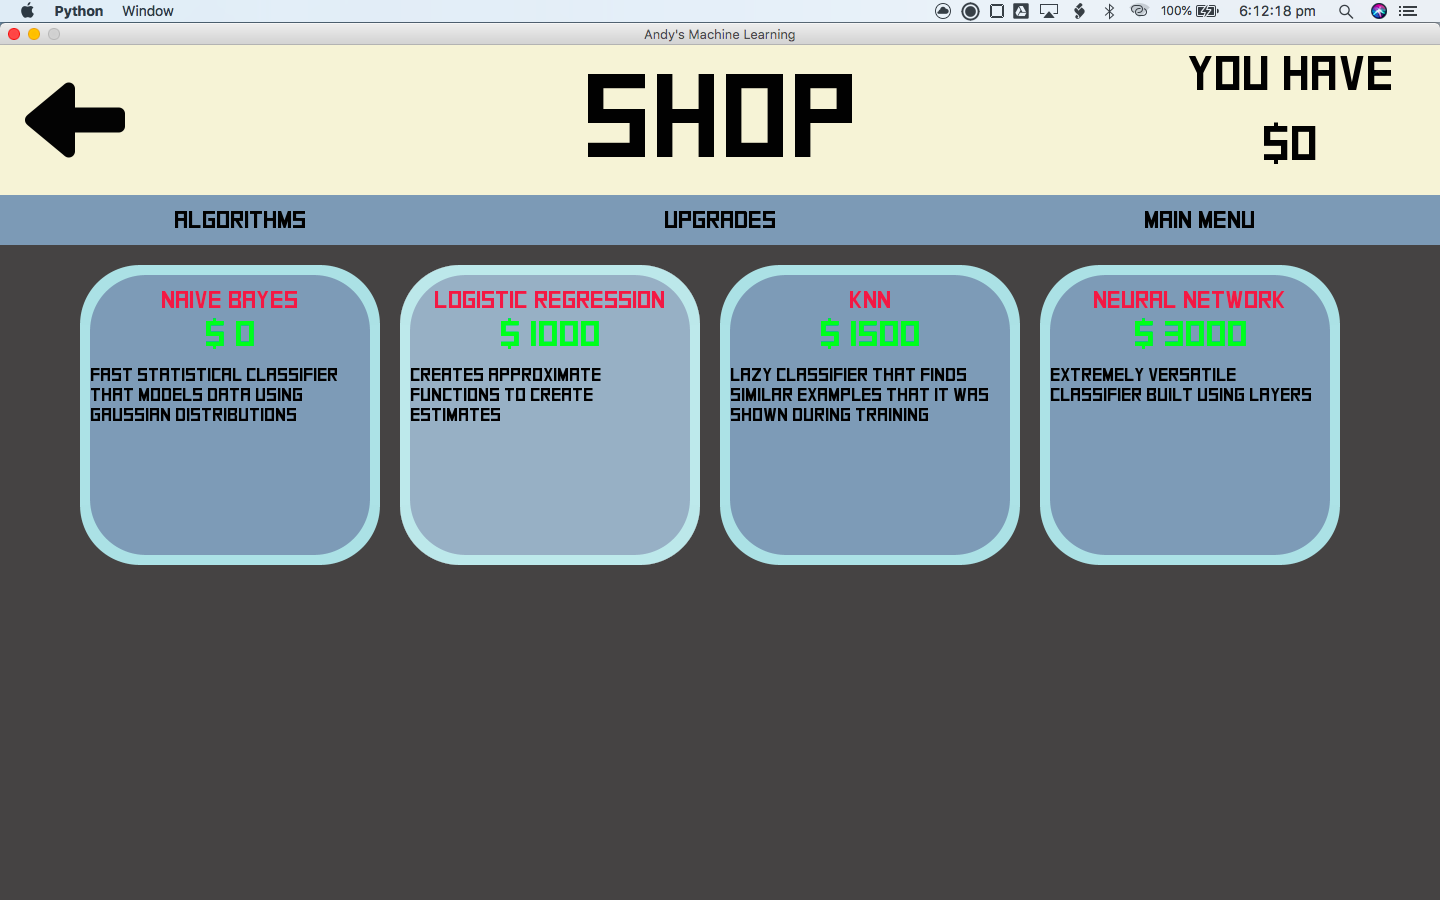 Python Window 100% 6:12:18 pm
Andy's Machine Learning
SHOP
YOU HAVE
$0
ALGORITHMS UPGRADES MAIN MENU
NAIVE BAYES
$ 0
FAST STATISTICAL CLASSIFIER
THAT MODELS DATA USING
GAUSSIAN DISTRIBUTIONS
LOGISTIC REGRESSION
$ 1000
CREATES APPROXIMATE
FUNCTIONS TO CREATE
ESTIMATES
KNN
$ 1500
LAZY CLASSIFIER THAT FINDS
SIMILAR EXAMPLES THAT IT WAS
SHOWN DURING TRAINING
NEURAL NETWORK
$ 3000
EXTREMELY VERSATILE
CLASSIFIER BUILT USING LAYERS